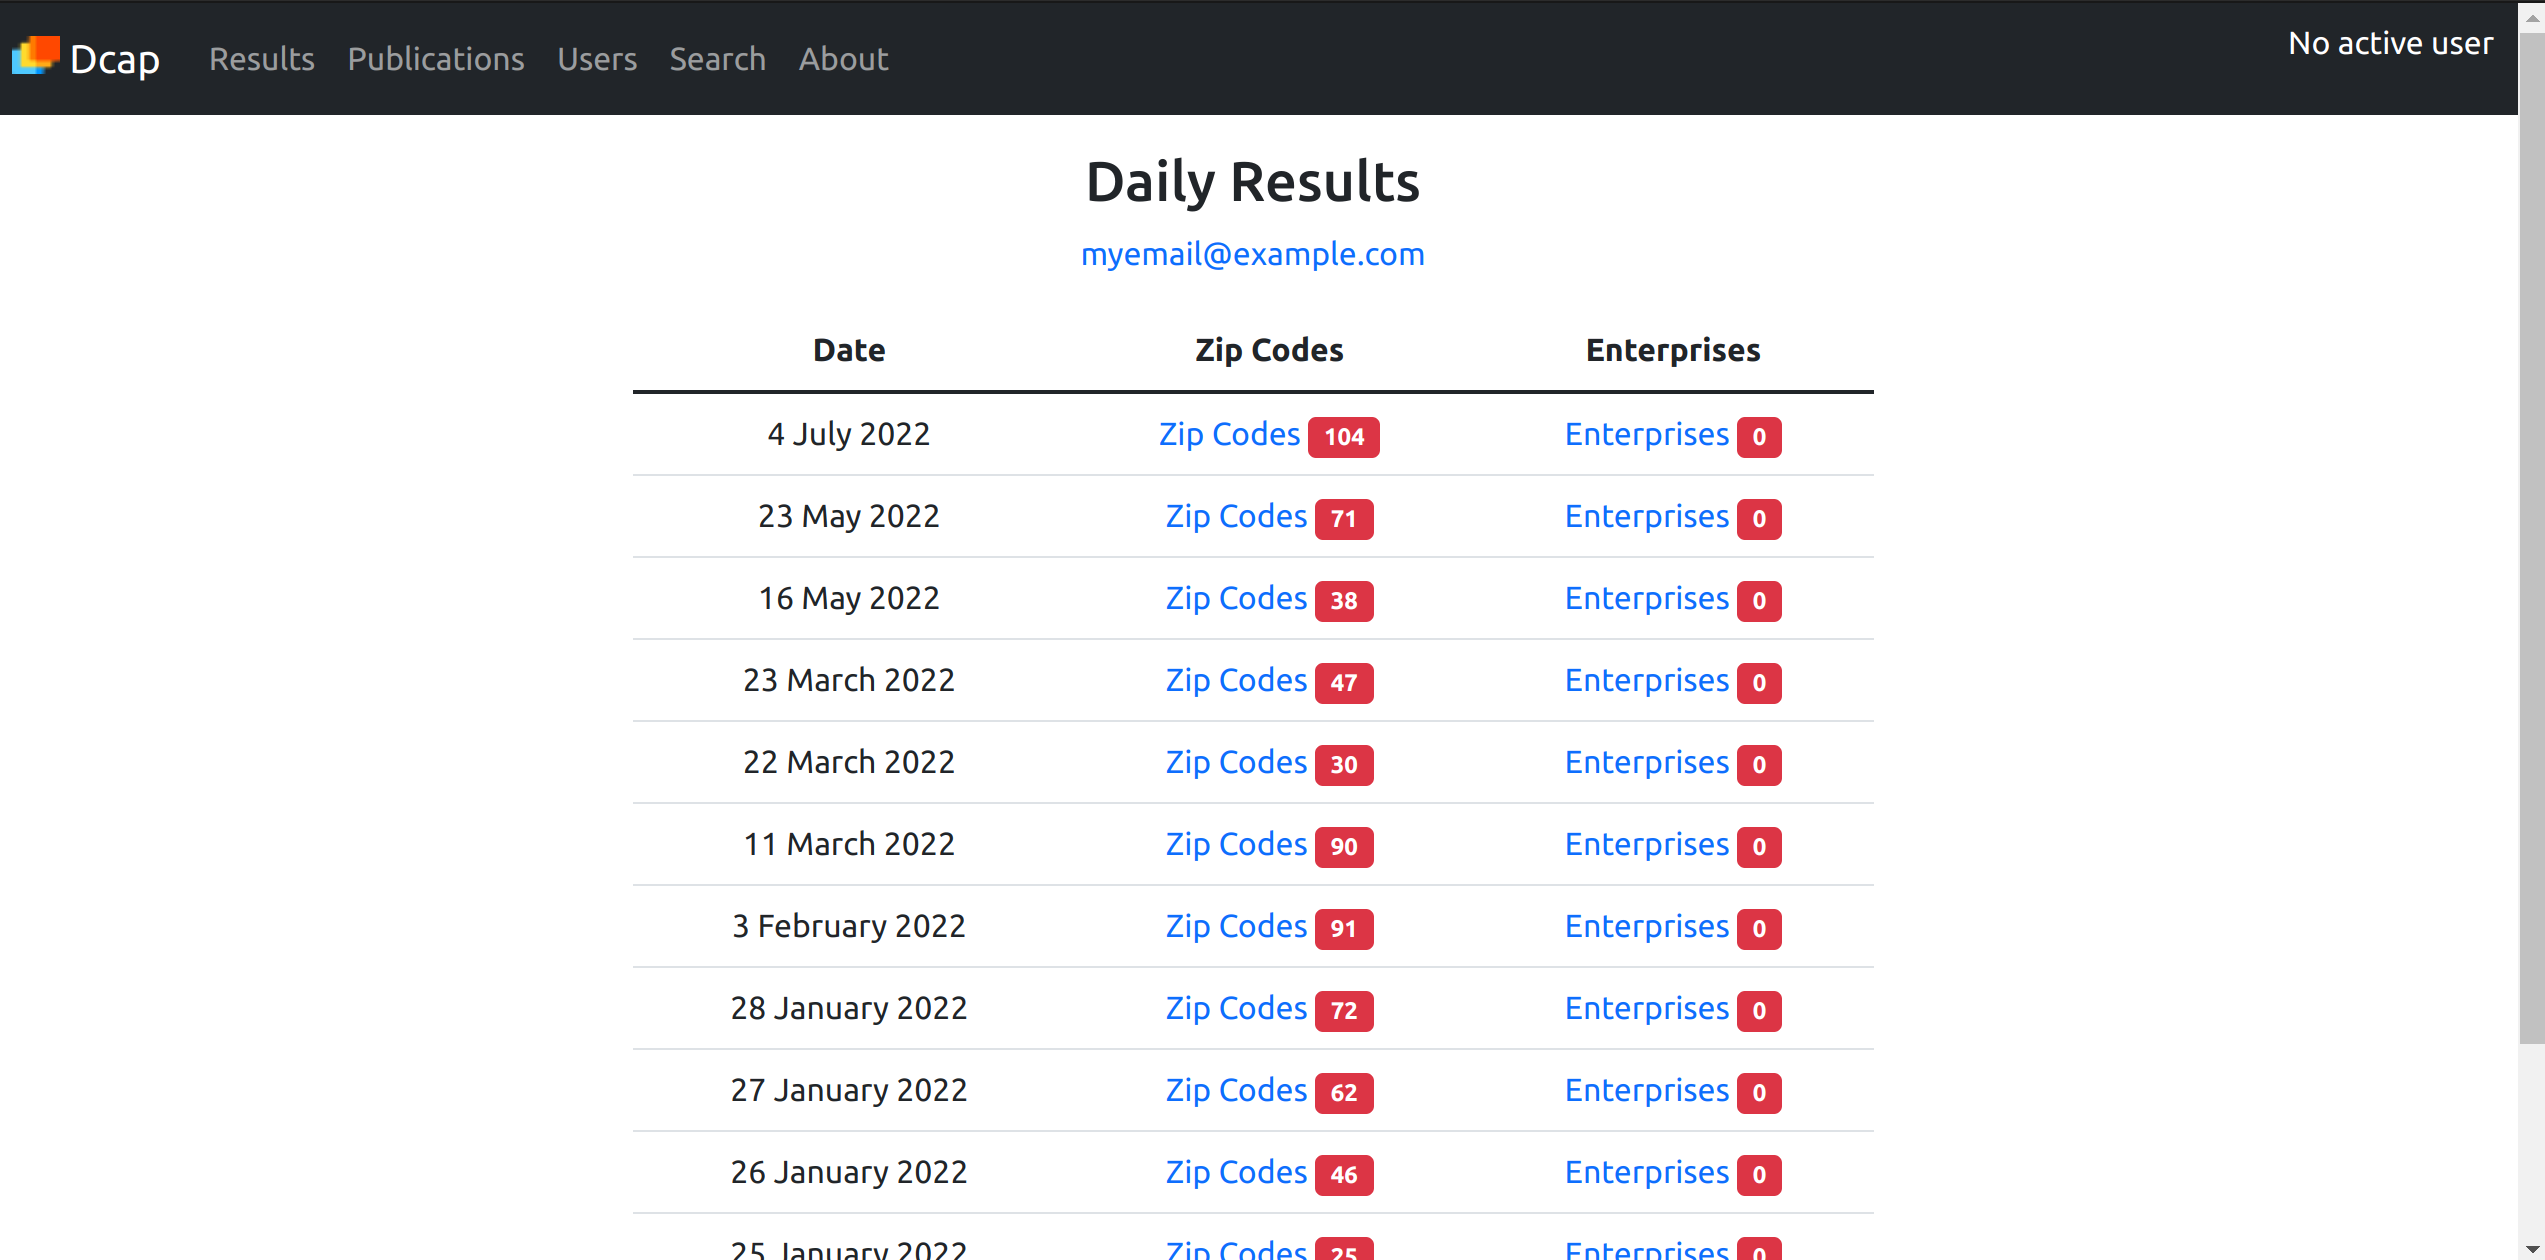 Dcap Results Publications Users Search About No active user
Daily Results
myemail@example.com
Date Zip Codes Enterprises
4 July 2022 Zip Codes 104 Enterprises 0
23 May 2022 Zip Codes 71 Enterprises 0
16 May 2022 Zip Codes 38 Enterprises 0
23 March 2022 Zip Codes 47 Enterprises 0
22 March 2022 Zip Codes 30 Enterprises 0
11 March 2022 Zip Codes 90 Enterprises 0
3 February 2022 Zip Codes 91 Enterprises 0
28 January 2022 Zip Codes 72 Enterprises 0
27 January 2022 Zip Codes 62 Enterprises 0
26 January 2022 Zip Codes 46 Enterprises 0
25 January 2022 Zip Codes 25 Enterprises 0